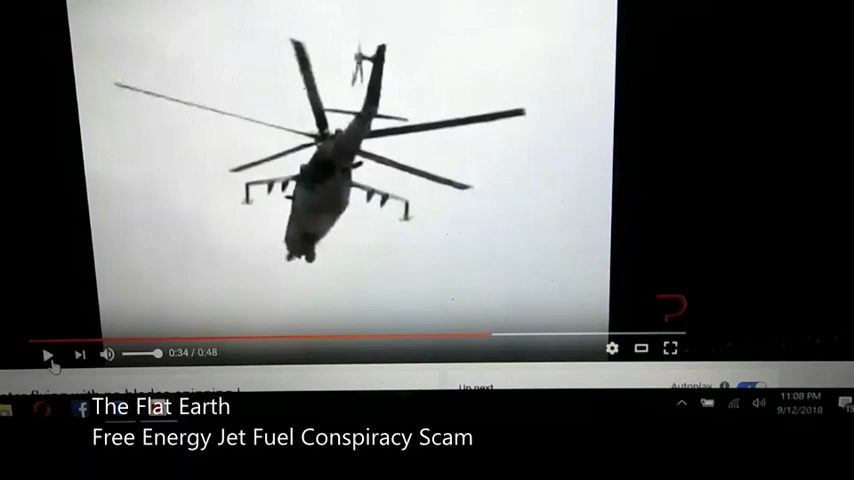 0:34 / 0:48
Up next
Autoplay
11:08 PM
9/12/2018
The Flat Earth
Free Energy Jet Fuel Conspiracy Scam